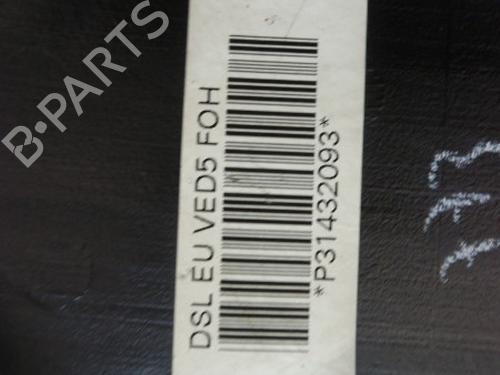 DSL EU VED5 FOH
*P31432093*
B-PARTS